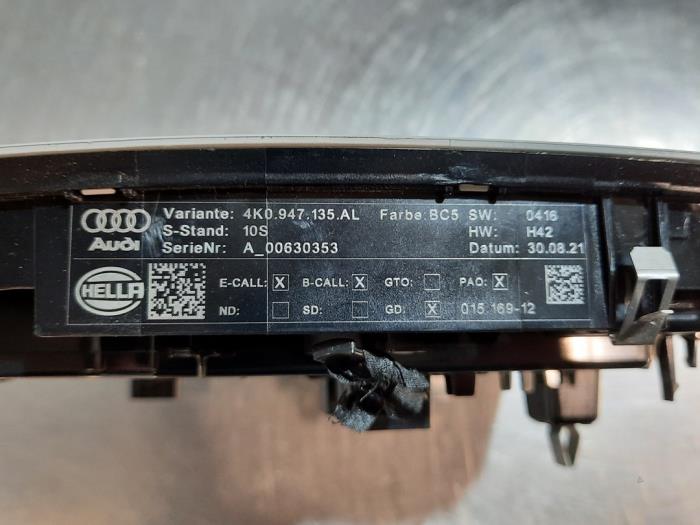 Audi
Variante: 4K0.947.135.AL Farbe: BC5 SW: 0416
S-Stand: 10S HW: H42
SerieNr: A_00630353 Datum: 30.08.21
HELLA
E-CALL: X B-CALL: X GTO: PAO: X
ND: SD: GD: X 015 169-12